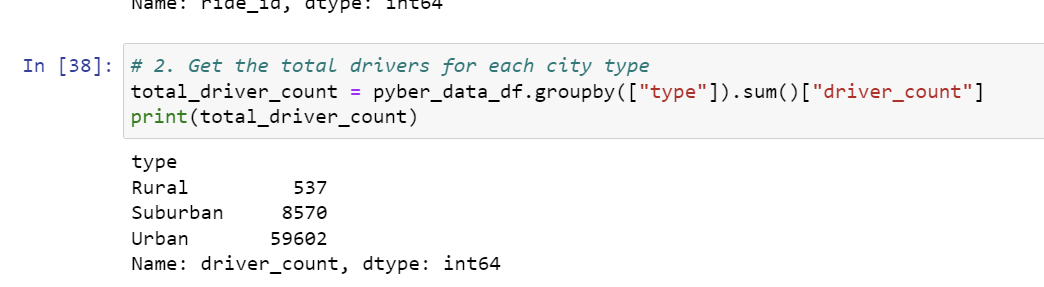 Name: ride_id, dtype: int64
In [38]: # 2. Get the total drivers for each city type
total_driver_count = pyber_data_df.groupby(["type"]).sum()["driver_count"]
print(total_driver_count)
type
Rural 537
Suburban 8570
Urban 59602
Name: driver_count, dtype: int64